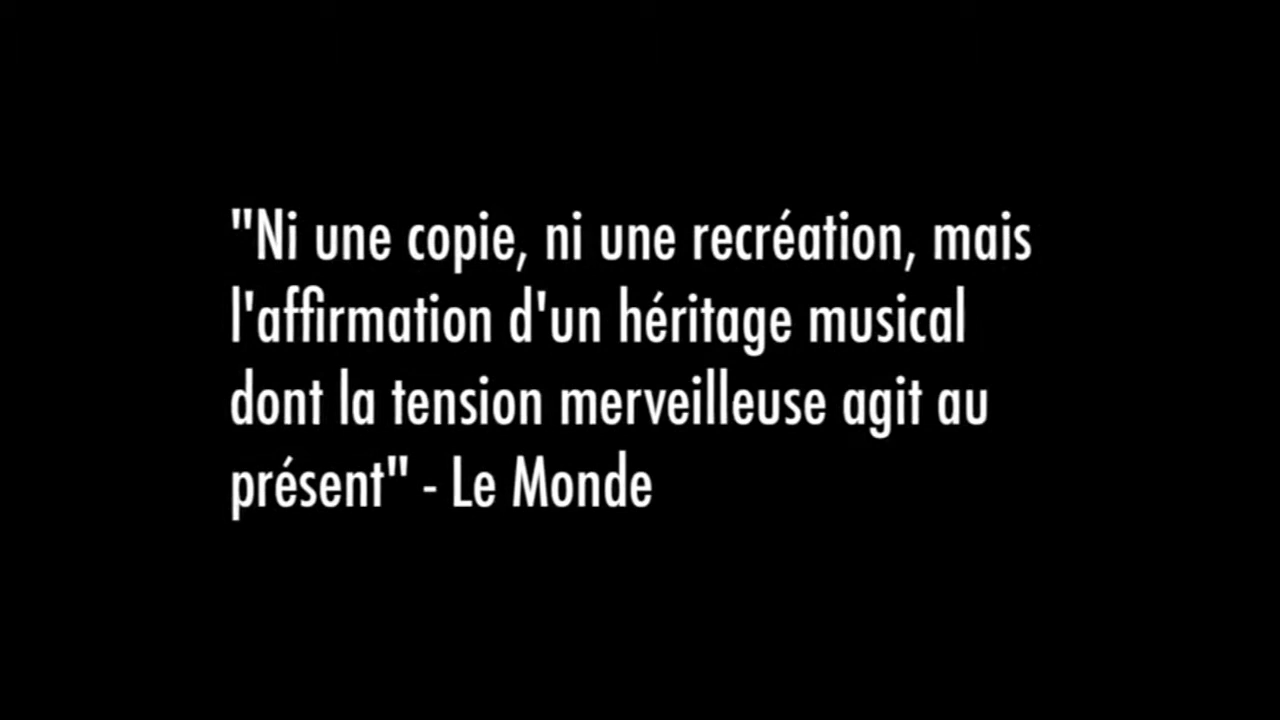 "Ni une copie, ni une recréation, mais
l'affirmation d'un héritage musical
dont la tension merveilleuse agit au
présent" - Le Monde